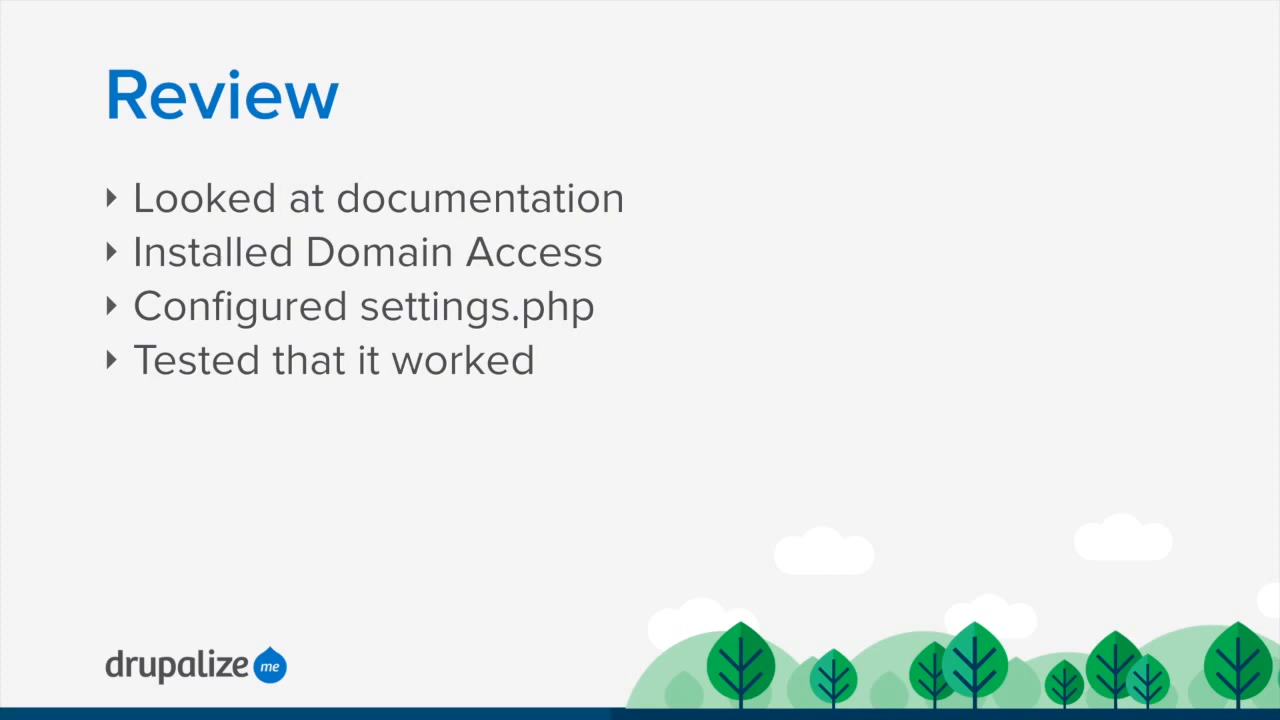 Review
Looked at documentation
Installed Domain Access
Configured settings.php
Tested that it worked
drupalize me